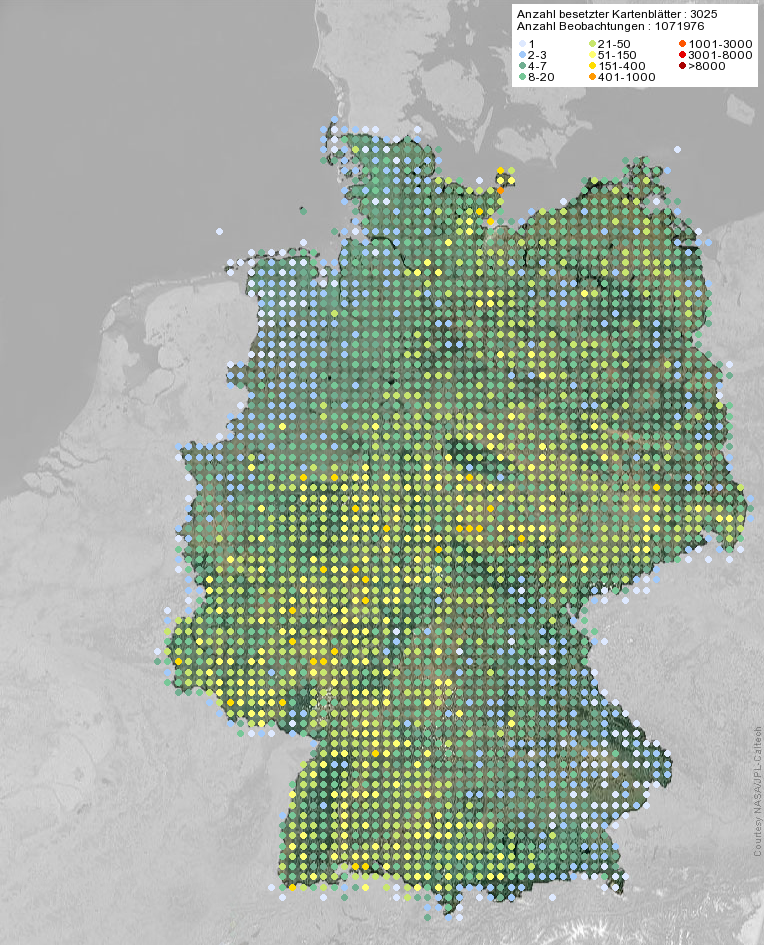 Anzahl besetzter Kartenblätter : 3025
Anzahl Beobachtungen : 1071976
1 21-50 1001-3000
2-3 51-150 3001-8000
4-7 151-400 >8000
8-20 401-1000
Courtesy NASA/JPL-Caltech